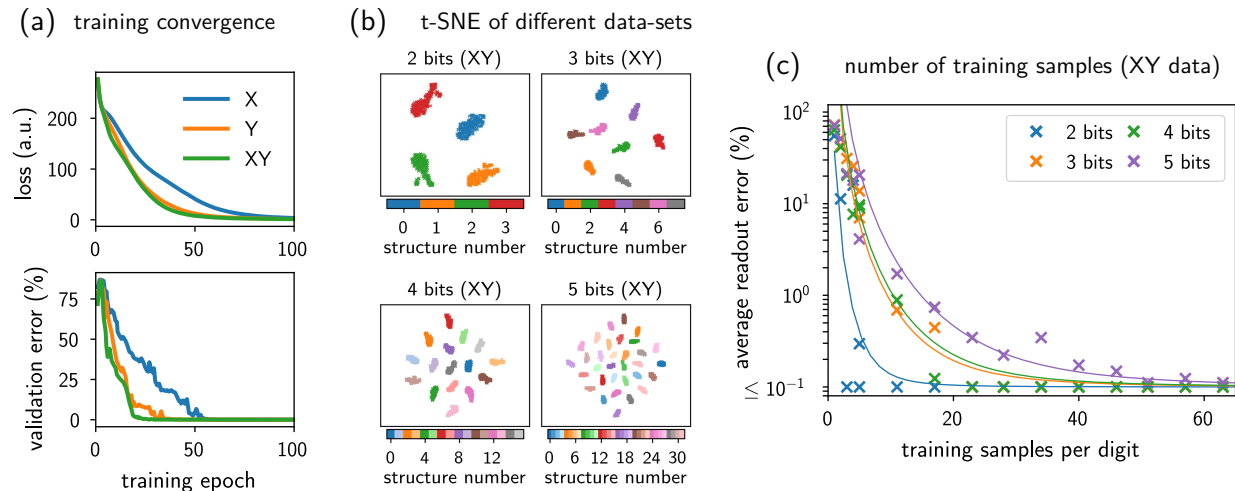 (a) training convergence
loss (a.u.)
200
100
0
X
Y
XY
0 50 100
validation error (%)
75
50
25
0
0 50 100
training epoch
(b) t-SNE of different data-sets
2 bits (XY)
0 1 2 3
structure number
3 bits (XY)
0 2 4 6
structure number
4 bits (XY)
0 4 8 12
structure number
5 bits (XY)
0 6 12 18 24 30
structure number
(c) number of training samples (XY data)
≤ average readout error (%)
10²
10¹
10⁰
10⁻¹
2 bits
3 bits
4 bits
5 bits
0 20 40 60
training samples per digit